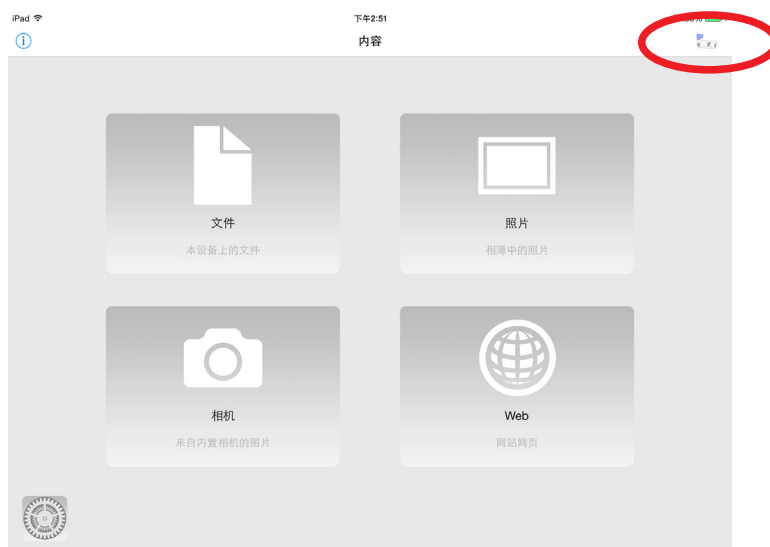 iPad
下午2:51
内容
文件
本设备上的文件
照片
相薄中的照片
相机
来自内置相机的图片
Web
网站网页